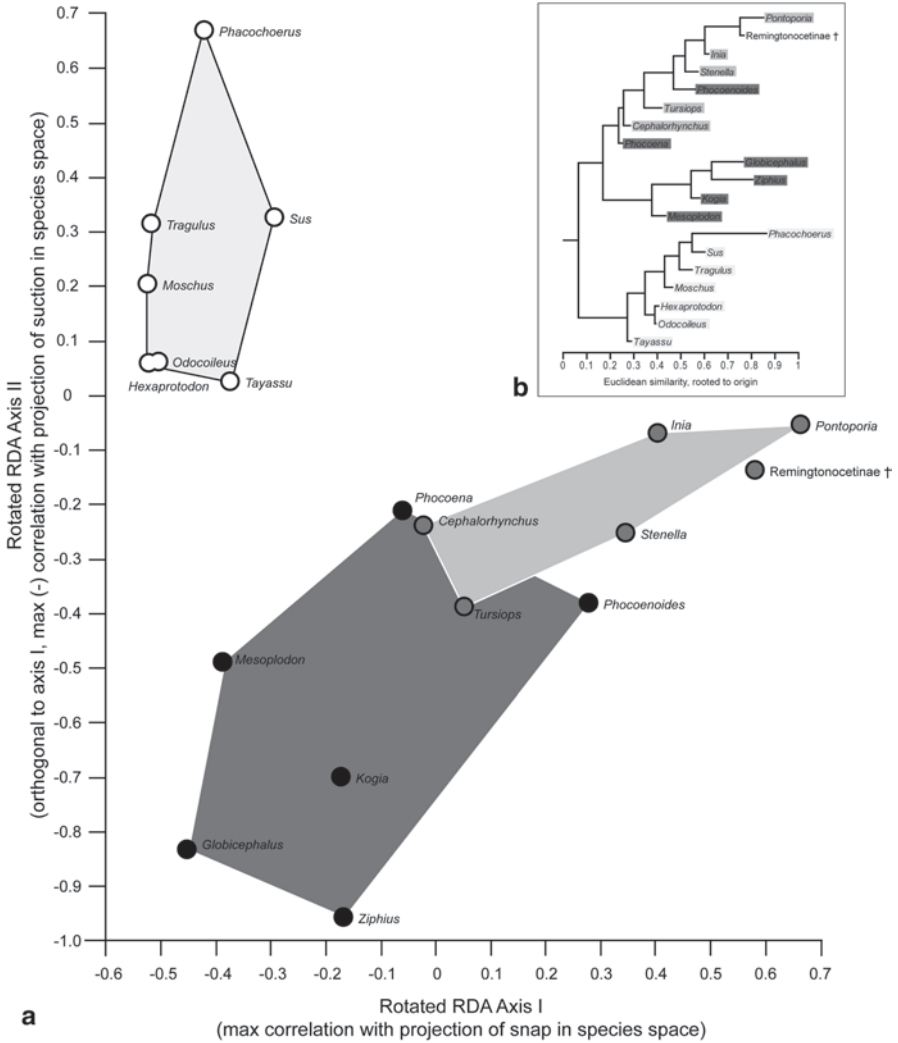 0.7
0.6
0.5
0.4
0.3
0.2
0.1
0
-0.1
-0.2
-0.3
-0.4
-0.5
-0.6
-0.7
-0.8
-0.9
-1.0
Rotated RDA Axis II
(orthogonal to axis I, max (-) correlation with projection of suction in species space)
Phacochoerus
Tragulus
Sus
Moschus
Odocoileus
Hexaprotodon
Tayassu
Pontoporia
Remingtonocetinae †
Inia
Stenella
Phocoenoides
Tursiops
Cephalorhynchus
Phocoena
Globicephalus
Ziphius
Kogia
Mesoplodon
Phacochoerus
Sus
Tragulus
Moschus
Hexaprotodon
Odocoileus
Tayassu
0 0.1 0.2 0.3 0.4 0.5 0.6 0.7 0.8 0.9 1
Euclidean similarity, rooted to origin
b
Inia
Pontoporia
Remingtonocetinae †
Phocoena
Cephalorhynchus
Stenella
Phocoenoides
Tursiops
Mesoplodon
Kogia
Globicephalus
Ziphius
-0.6 -0.5 -0.4 -0.3 -0.2 -0.1 0 0.1 0.2 0.3 0.4 0.5 0.6 0.7
Rotated RDA Axis I
(max correlation with projection of snap in species space)
a